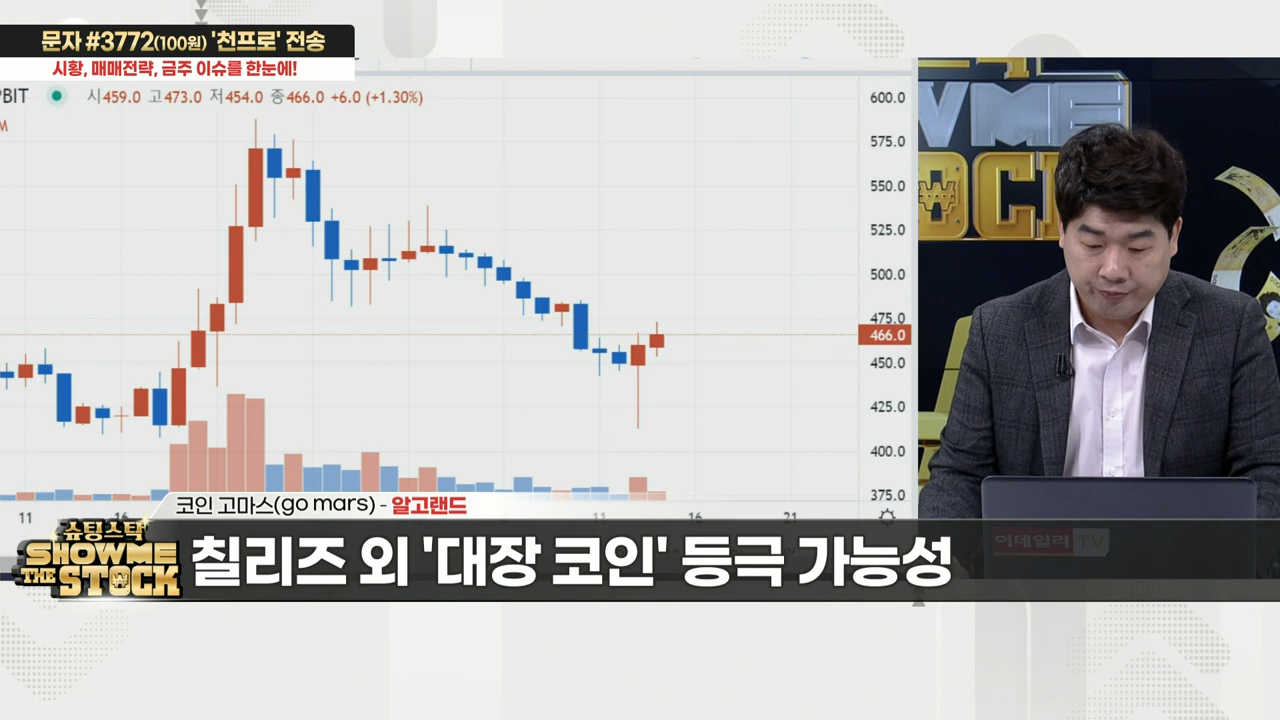 문자 #3772(100원) '천프로' 전송
시황, 매매전략, 금주 이슈를 한눈에!
PBIT 시459.0 고473.0 저454.0 종466.0 +6.0 (+1.30%)
M
600.0
575.0
550.0
525.0
500.0
475.0
466.0
450.0
425.0
400.0
375.0
11
16
11
16
21
코인 고마스(go mars) - 알고랜드
슈팅스탁
SHOW ME
THE STOCK
칠리즈 외 '대장 코인' 등극 가능성
이데일리TV